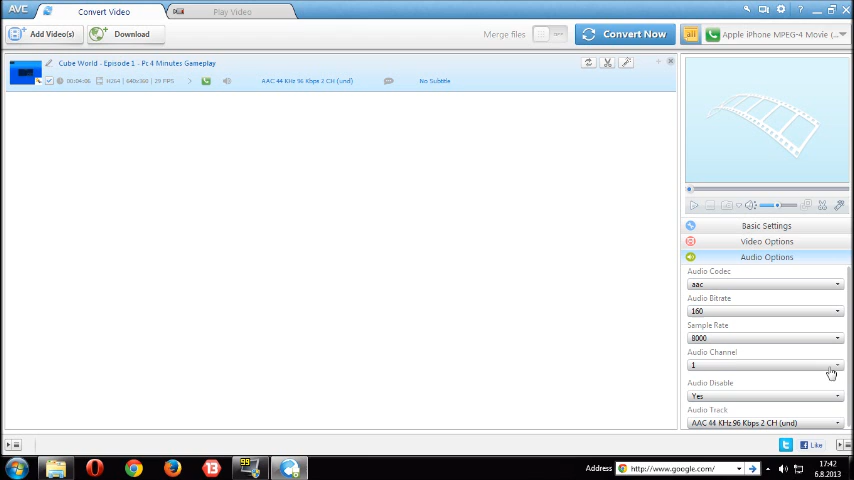 AVC
Convert Video
Play Video
Add Video(s)
Download
Merge files
Convert Now
all
Apple iPhone MPEG-4 Movie (...
Cube World - Episode 1 - Pc 4 Minutes Gameplay
00:04:06
H264 | 640x360 | 29 FPS
AAC 44 KHz 96 Kbps 2 CH (und)
No Subtitle
Basic Settings
Video Options
Audio Options
Audio Codec
aac
Audio Bitrate
160
Sample Rate
8000
Audio Channel
1
Audio Disable
Yes
Audio Track
AAC 44 KHz 96 Kbps 2 CH (und)
Like
99
13
Address
http://www.google.com/
17:42
6.8.2013